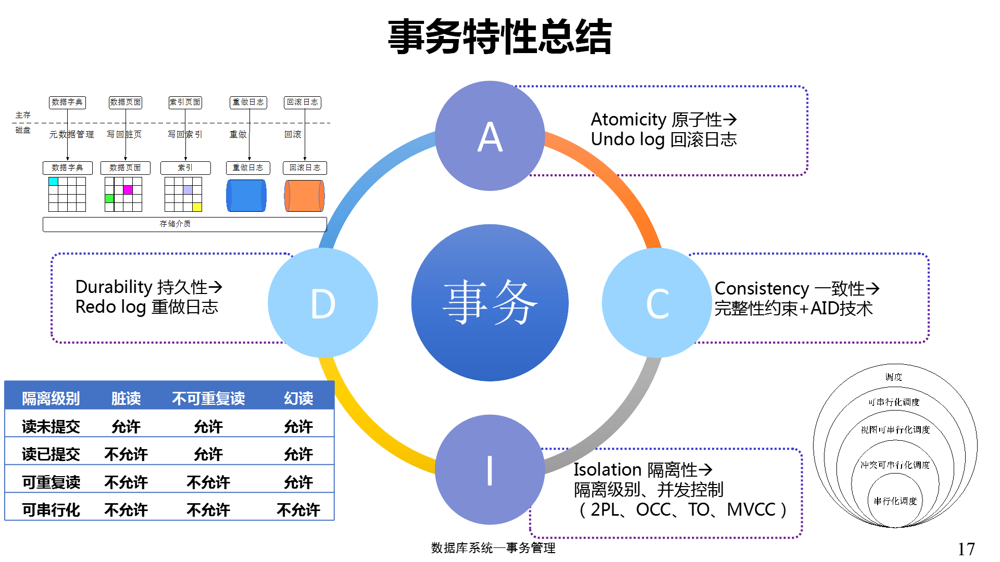 事务特性总结
数据字典 数据页面 索引页面 重做日志 回滚日志
主存
磁盘
元数据管理 写回脏页 写回索引 重做 回滚
数据字典 数据页面 索引 重做日志 回滚日志
存储介质
A
Atomicity 原子性→
Undo log 回滚日志
事务
D
Durability 持久性→
Redo log 重做日志
C
Consistency 一致性→
完整性约束+AID技术
I
Isolation 隔离性→
隔离级别、并发控制
（2PL、OCC、TO、MVCC）
隔离级别 脏读 不可重复读 幻读
读未提交 允许 允许 允许
读已提交 不允许 允许 允许
可重复读 不允许 不允许 允许
可串行化 不允许 不允许 不允许
调度
可串行化调度
视图可串行化调度
冲突可串行化调度
串行化调度
数据库系统—事务管理
17